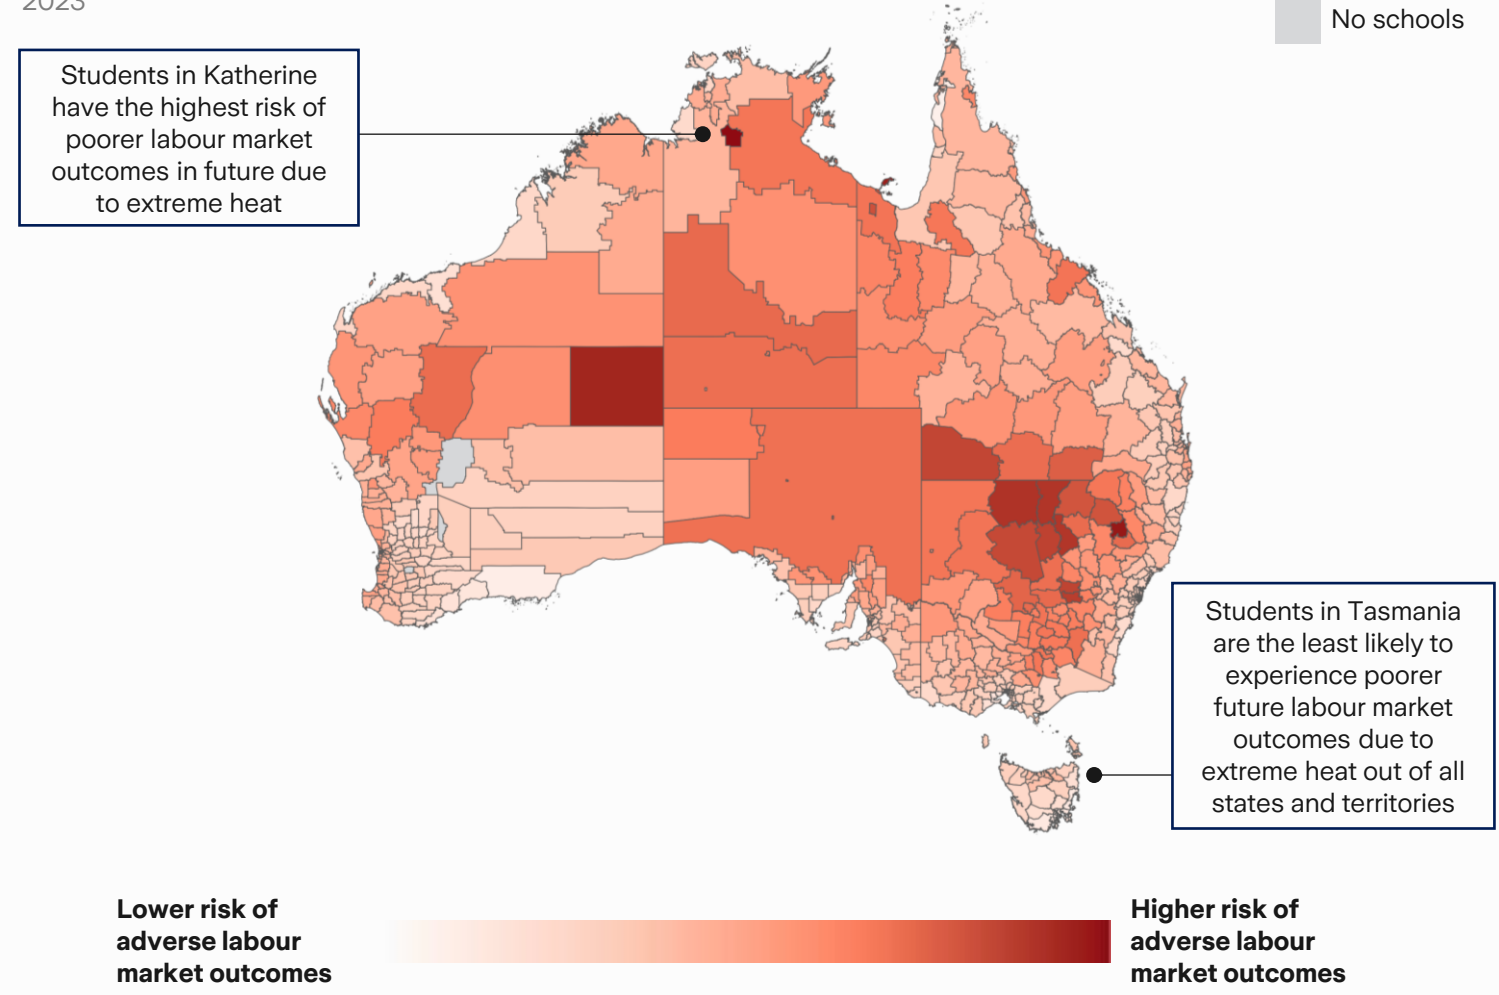 2023
No schools
Students in Katherine
have the highest risk of
poorer labour market
outcomes in future due
to extreme heat
Students in Tasmania
are the least likely to
experience poorer
future labour market
outcomes due to
extreme heat out of all
states and territories
Lower risk of
adverse labour
market outcomes
Higher risk of
adverse labour
market outcomes